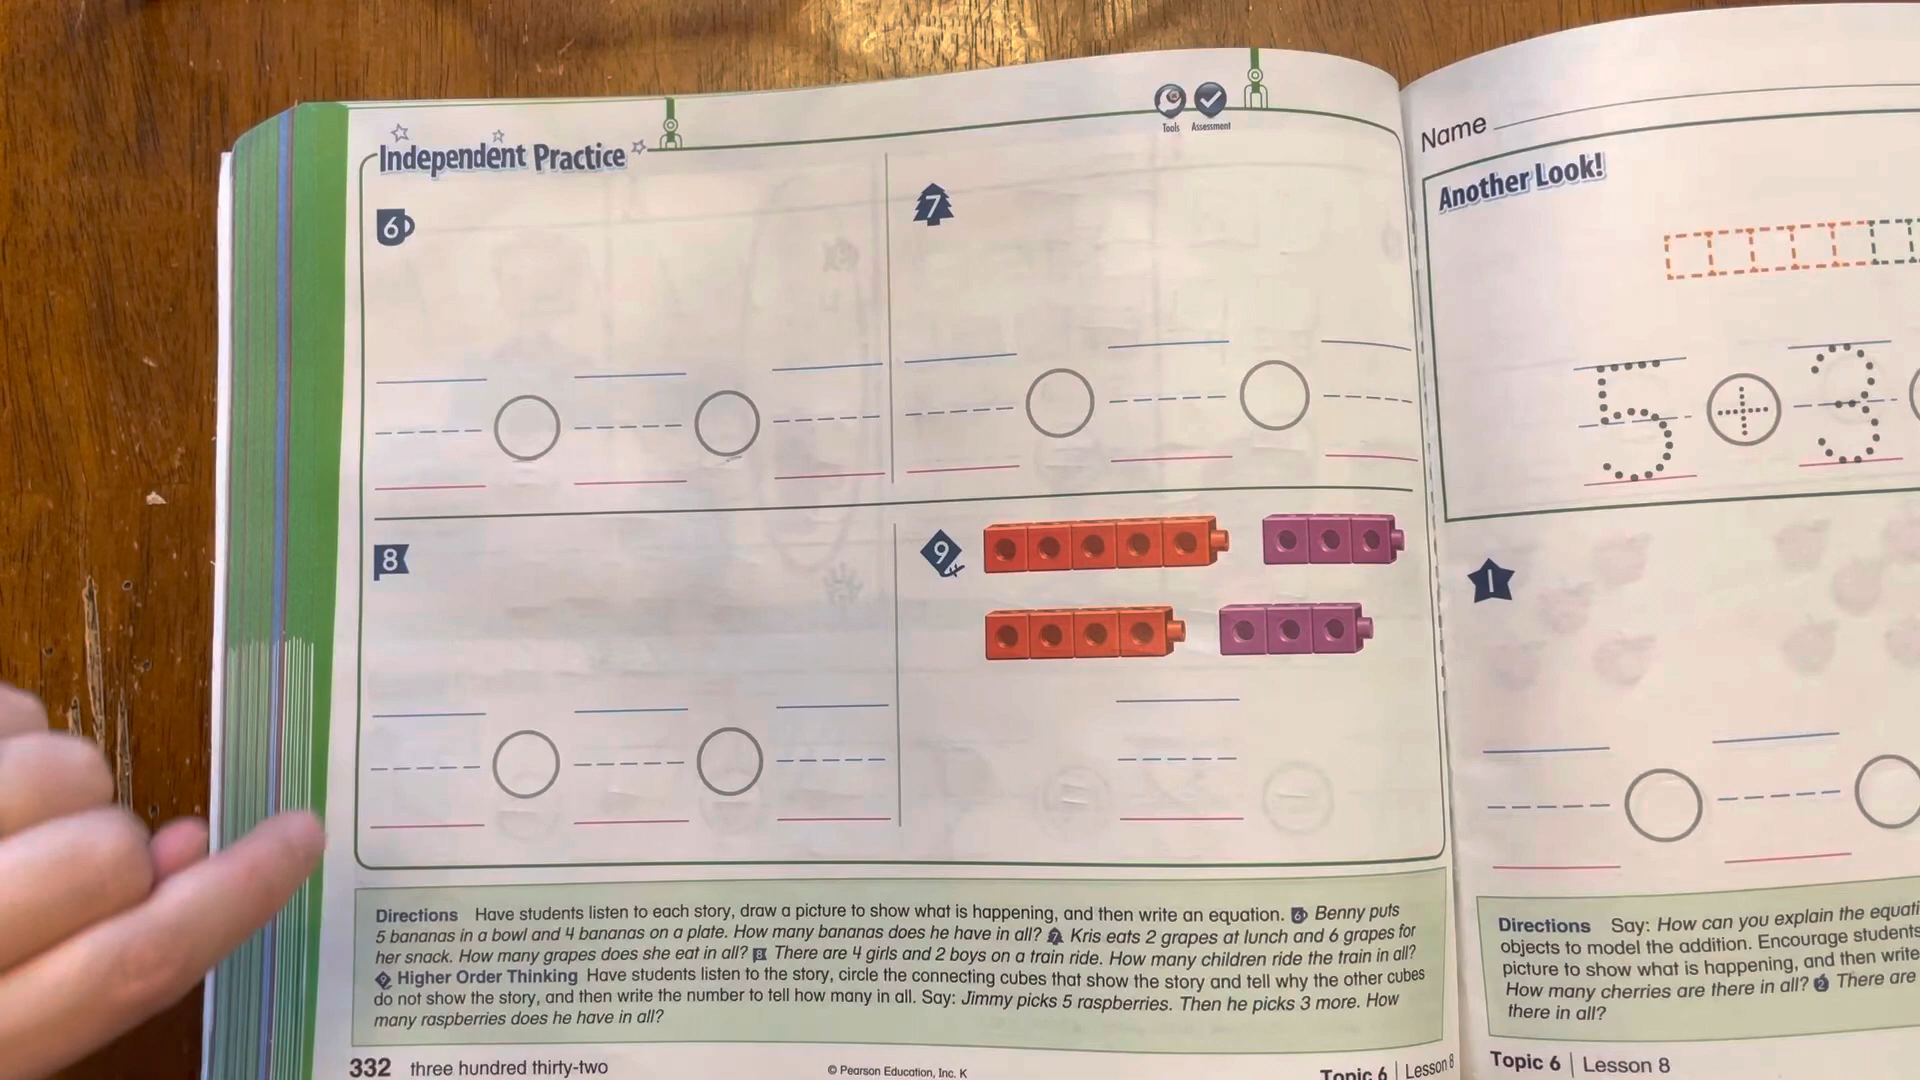 Tools Assessment
Independent Practice
6
7
8
9
Directions Have students listen to each story, draw a picture to show what is happening, and then write an equation. 6 Benny puts
5 bananas in a bowl and 4 bananas on a plate. How many bananas does he have in all? 7 Kris eats 2 grapes at lunch and 6 grapes for
her snack. How many grapes does she eat in all? 8 There are 4 girls and 2 boys on a train ride. How many children ride the train in all?
9 Higher Order Thinking Have students listen to the story, circle the connecting cubes that show the story and tell why the other cubes
do not show the story, and then write the number to tell how many in all. Say: Jimmy picks 5 raspberries. Then he picks 3 more. How
many raspberries does he have in all?
332 three hundred thirty-two
© Pearson Education, Inc. K
Topic 6 | Lesson 8
Name
Another Look!
5 + 3
1
Directions Say: How can you explain the equati
objects to model the addition. Encourage students
picture to show what is happening, and then write
How many cherries are there in all? 2 There are
there in all?
Topic 6 | Lesson 8